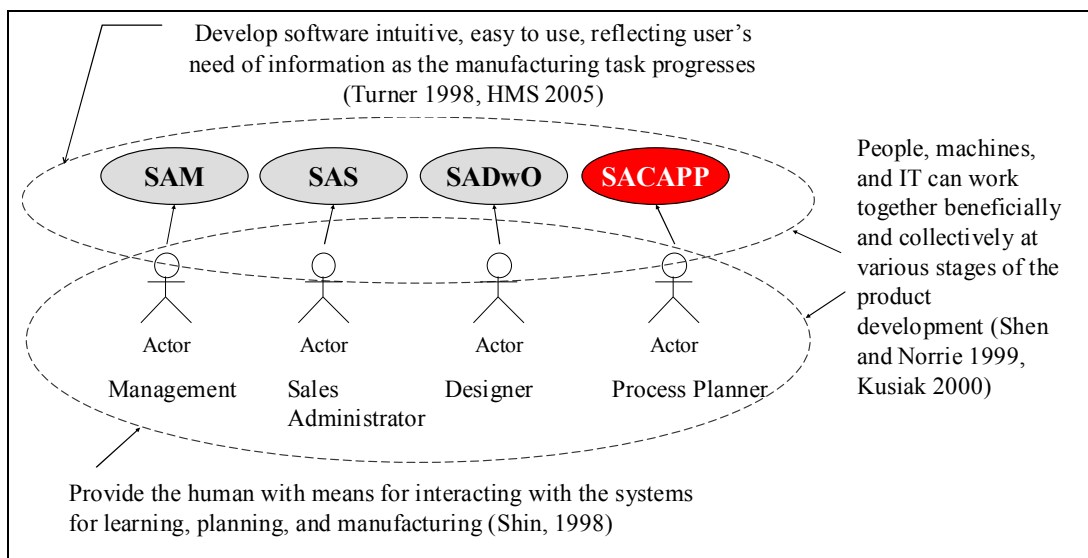 Develop software intuitive, easy to use, reflecting user’s
need of information as the manufacturing task progresses
(Turner 1998, HMS 2005)
SAM
SAS
SADwO
SACAPP
People, machines,
and IT can work
together beneficially
and collectively at
various stages of the
product
development (Shen
and Norrie 1999,
Kusiak 2000)
Actor
Actor
Actor
Actor
Management
Sales
Administrator
Designer
Process Planner
Provide the human with means for interacting with the systems
for learning, planning, and manufacturing (Shin, 1998)